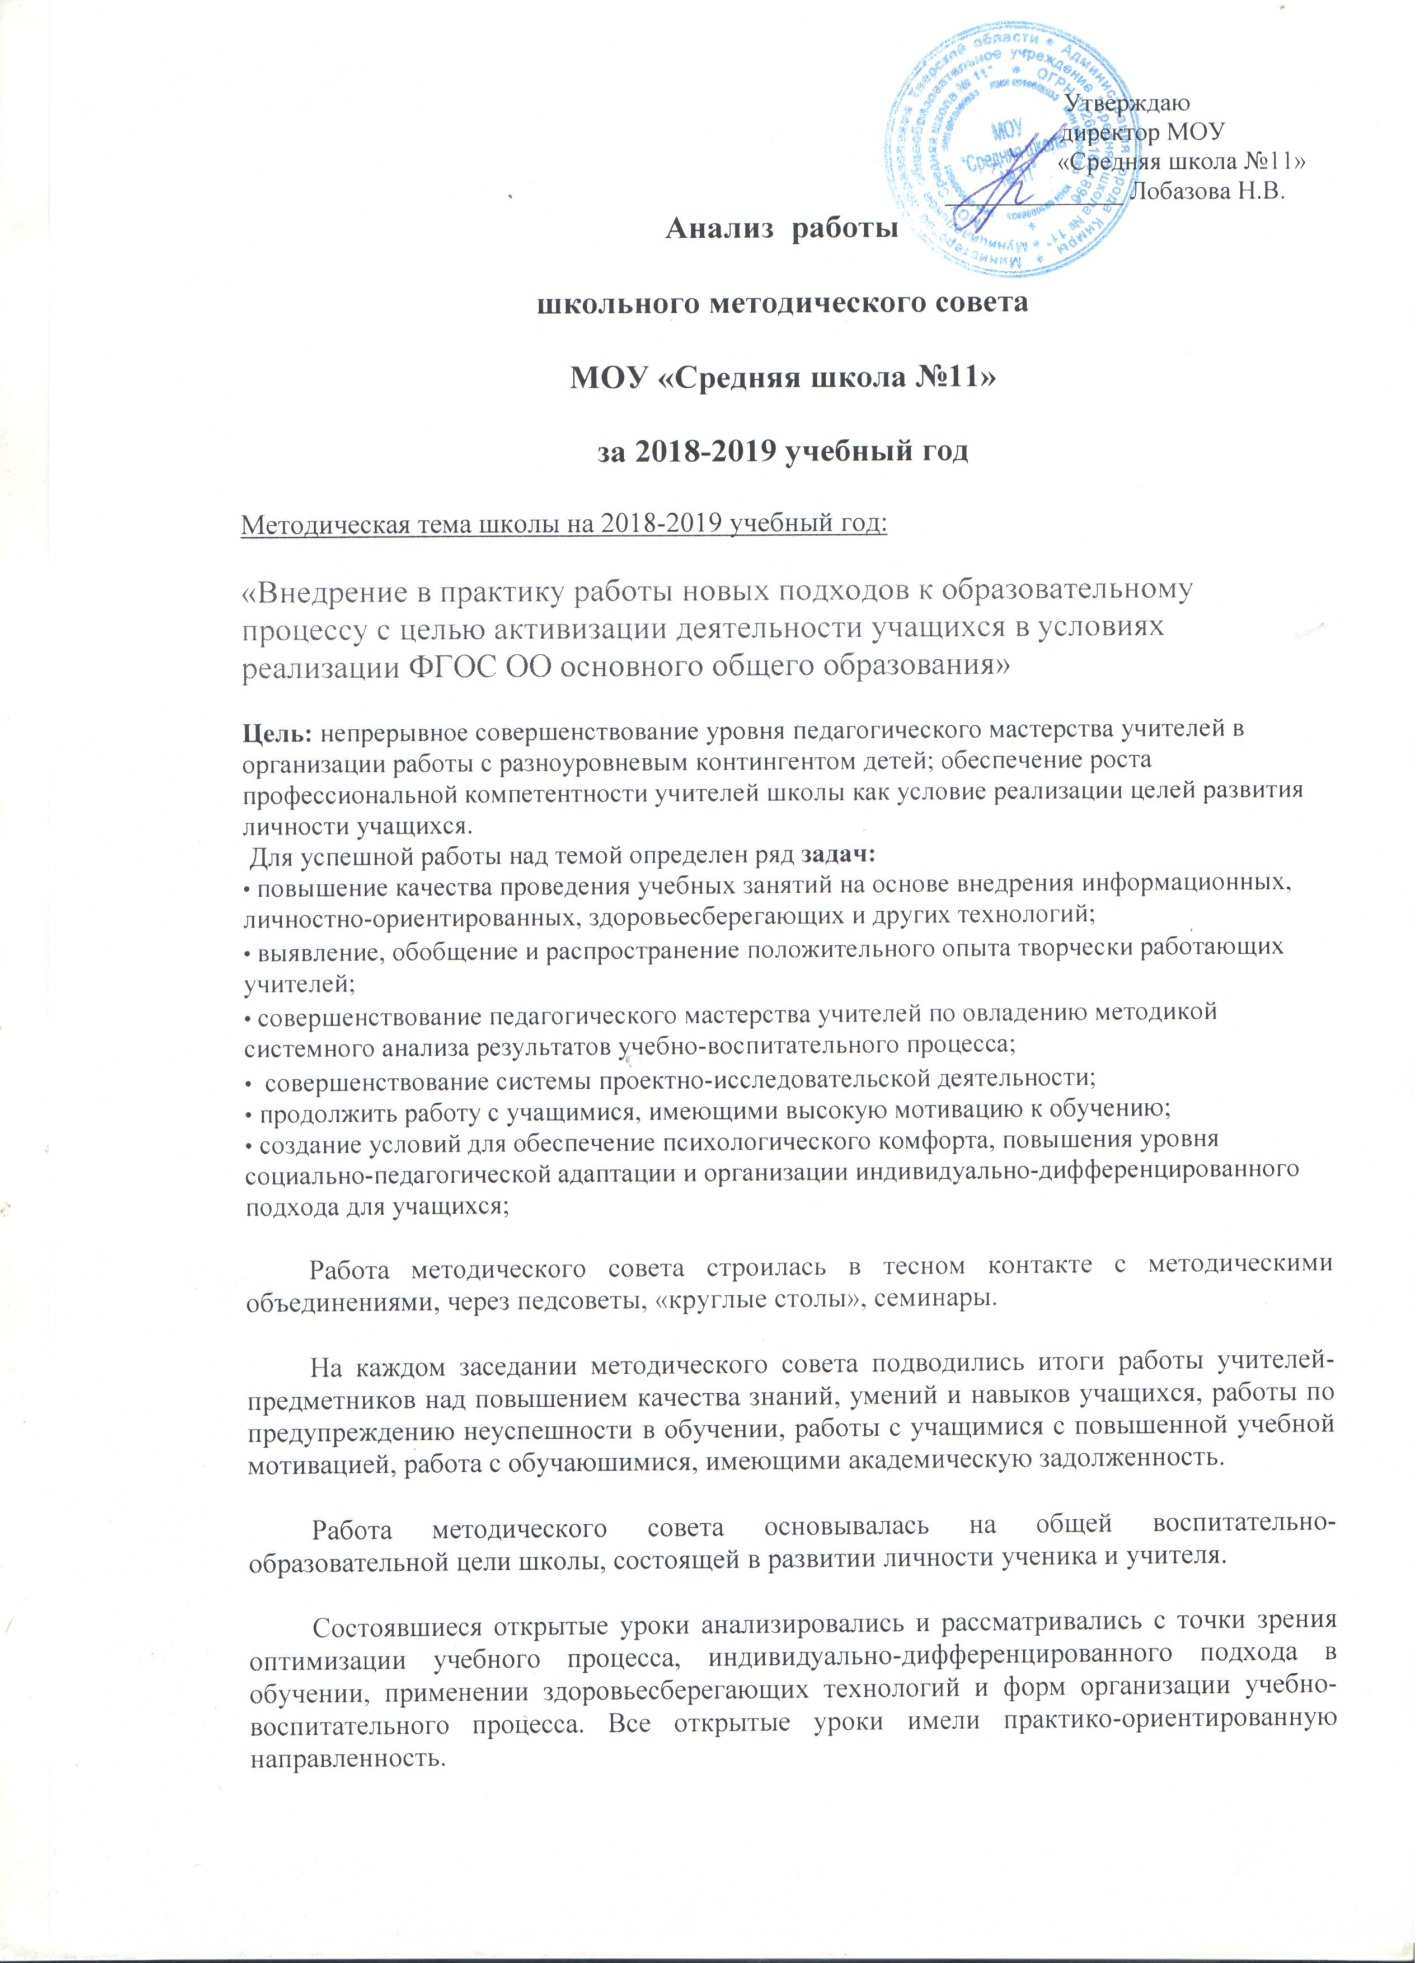 Утверждаю
директор МОУ
«Средняя школа №11»
Лобазова Н.В.
МОУ
"Средняя школа
№ 11"
Анализ работы
школьного методического совета
МОУ «Средняя школа №11»
за 2018-2019 учебный год
Методическая тема школы на 2018-2019 учебный год:
«Внедрение в практику работы новых подходов к образовательному
процессу с целью активизации деятельности учащихся в условиях
реализации ФГОС ОО основного общего образования»
Цель: непрерывное совершенствование уровня педагогического мастерства учителей в
организации работы с разноуровневым контингентом детей; обеспечение роста
профессиональной компетентности учителей школы как условие реализации целей развития
личности учащихся.
Для успешной работы над темой определен ряд задач:
• повышение качества проведения учебных занятий на основе внедрения информационных,
личностно-ориентированных, здоровьесберегающих и других технологий;
• выявление, обобщение и распространение положительного опыта творчески работающих
учителей;
• совершенствование педагогического мастерства учителей по овладению методикой
системного анализа результатов учебно-воспитательного процесса;
• совершенствование системы проектно-исследовательской деятельности;
• продолжить работу с учащимися, имеющими высокую мотивацию к обучению;
• создание условий для обеспечение психологического комфорта, повышения уровня
социально-педагогической адаптации и организации индивидуально-дифференцированного
подхода для учащихся;
Работа методического совета строилась в тесном контакте с методическими
объединениями, через педсоветы, «круглые столы», семинары.
На каждом заседании методического совета подводились итоги работы учителей-
предметников над повышением качества знаний, умений и навыков учащихся, работы по
предупреждению неуспешности в обучении, работы с учащимися с повышенной учебной
мотивацией, работа с обучаюшимися, имеющими академическую задолженность.
Работа методического совета основывалась на общей воспитательно-
образовательной цели школы, состоящей в развитии личности ученика и учителя.
Состоявшиеся открытые уроки анализировались и рассматривались с точки зрения
оптимизации учебного процесса, индивидуально-дифференцированного подхода в
обучении, применении здоровьесберегающих технологий и форм организации учебно-
воспитательного процесса. Все открытые уроки имели практико-ориентированную
направленность.